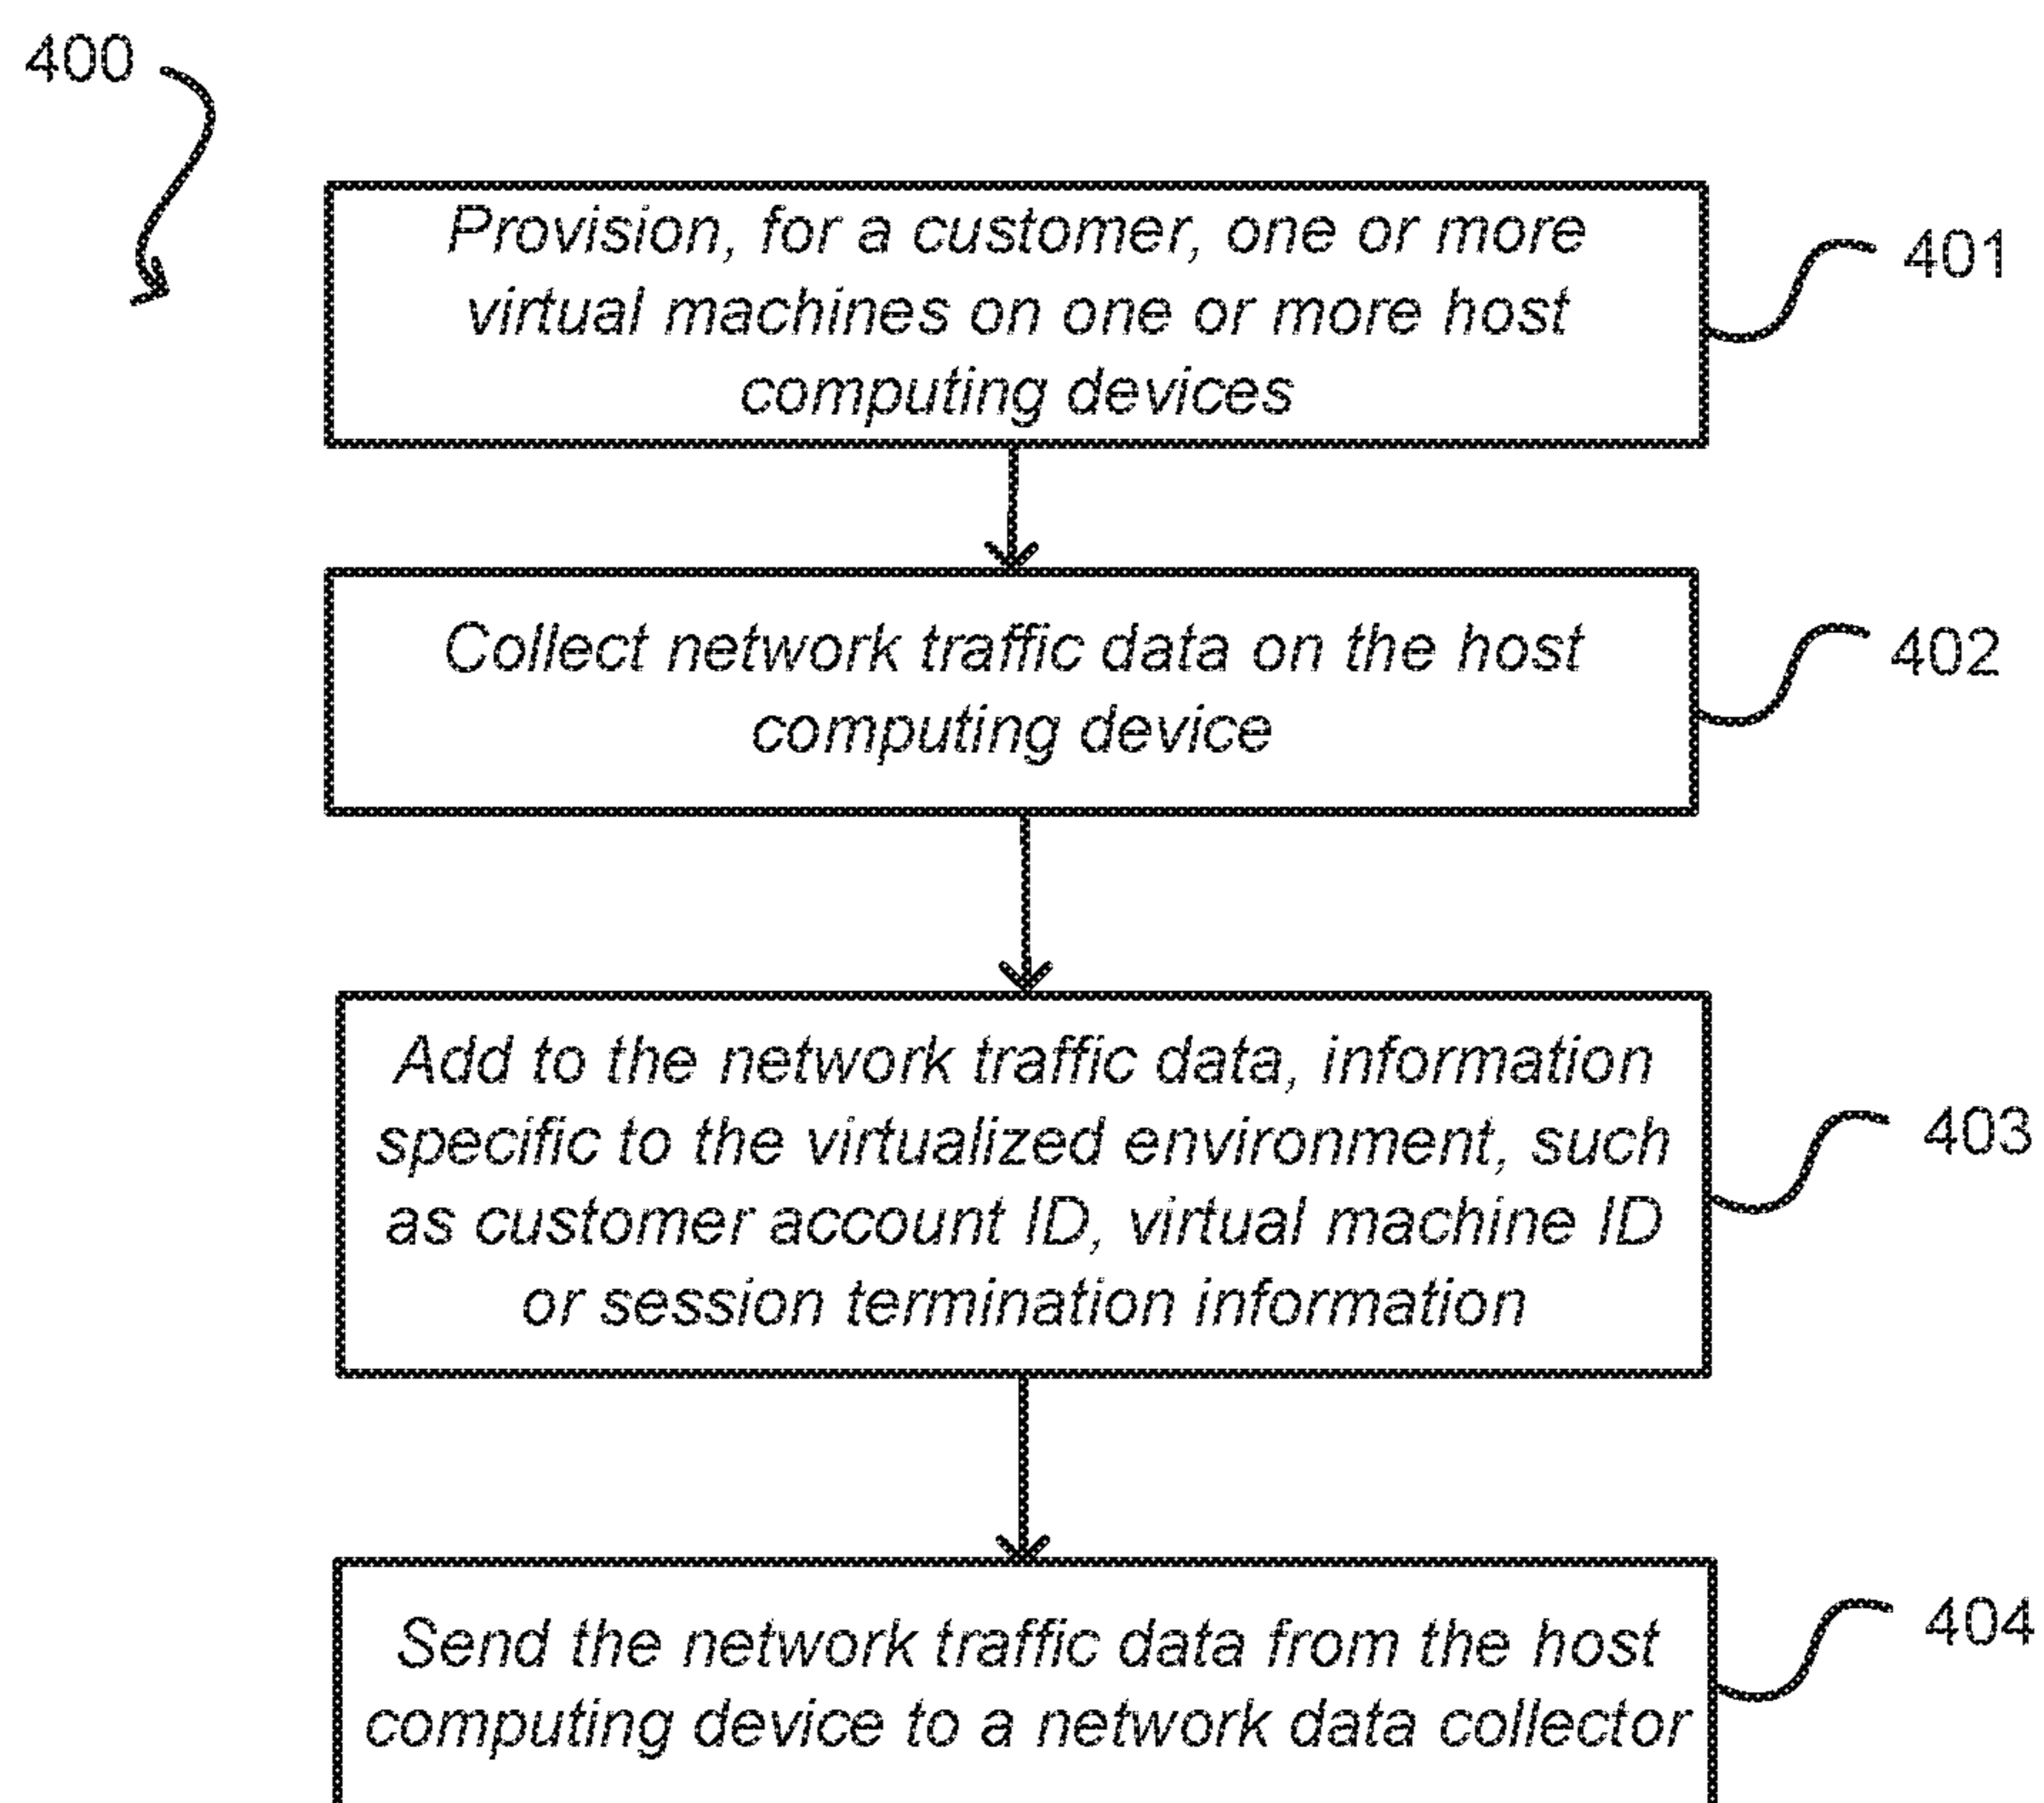 400
Provision, for a customer, one or more
virtual machines on one or more host
computing devices
401
Collect network traffic data on the host
computing device
402
Add to the network traffic data, information
specific to the virtualized environment, such
as customer account ID, virtual machine ID
or session termination information
403
Send the network traffic data from the host
computing device to a network data collector
404